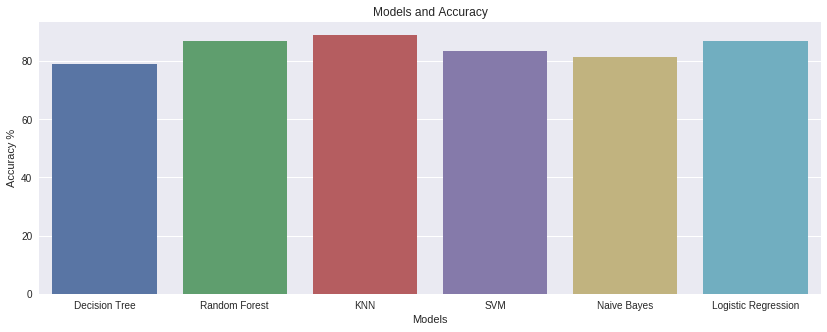 Models and Accuracy
Accuracy %
80
60
40
20
0
Decision Tree
Random Forest
KNN
SVM
Naive Bayes
Logistic Regression
Models